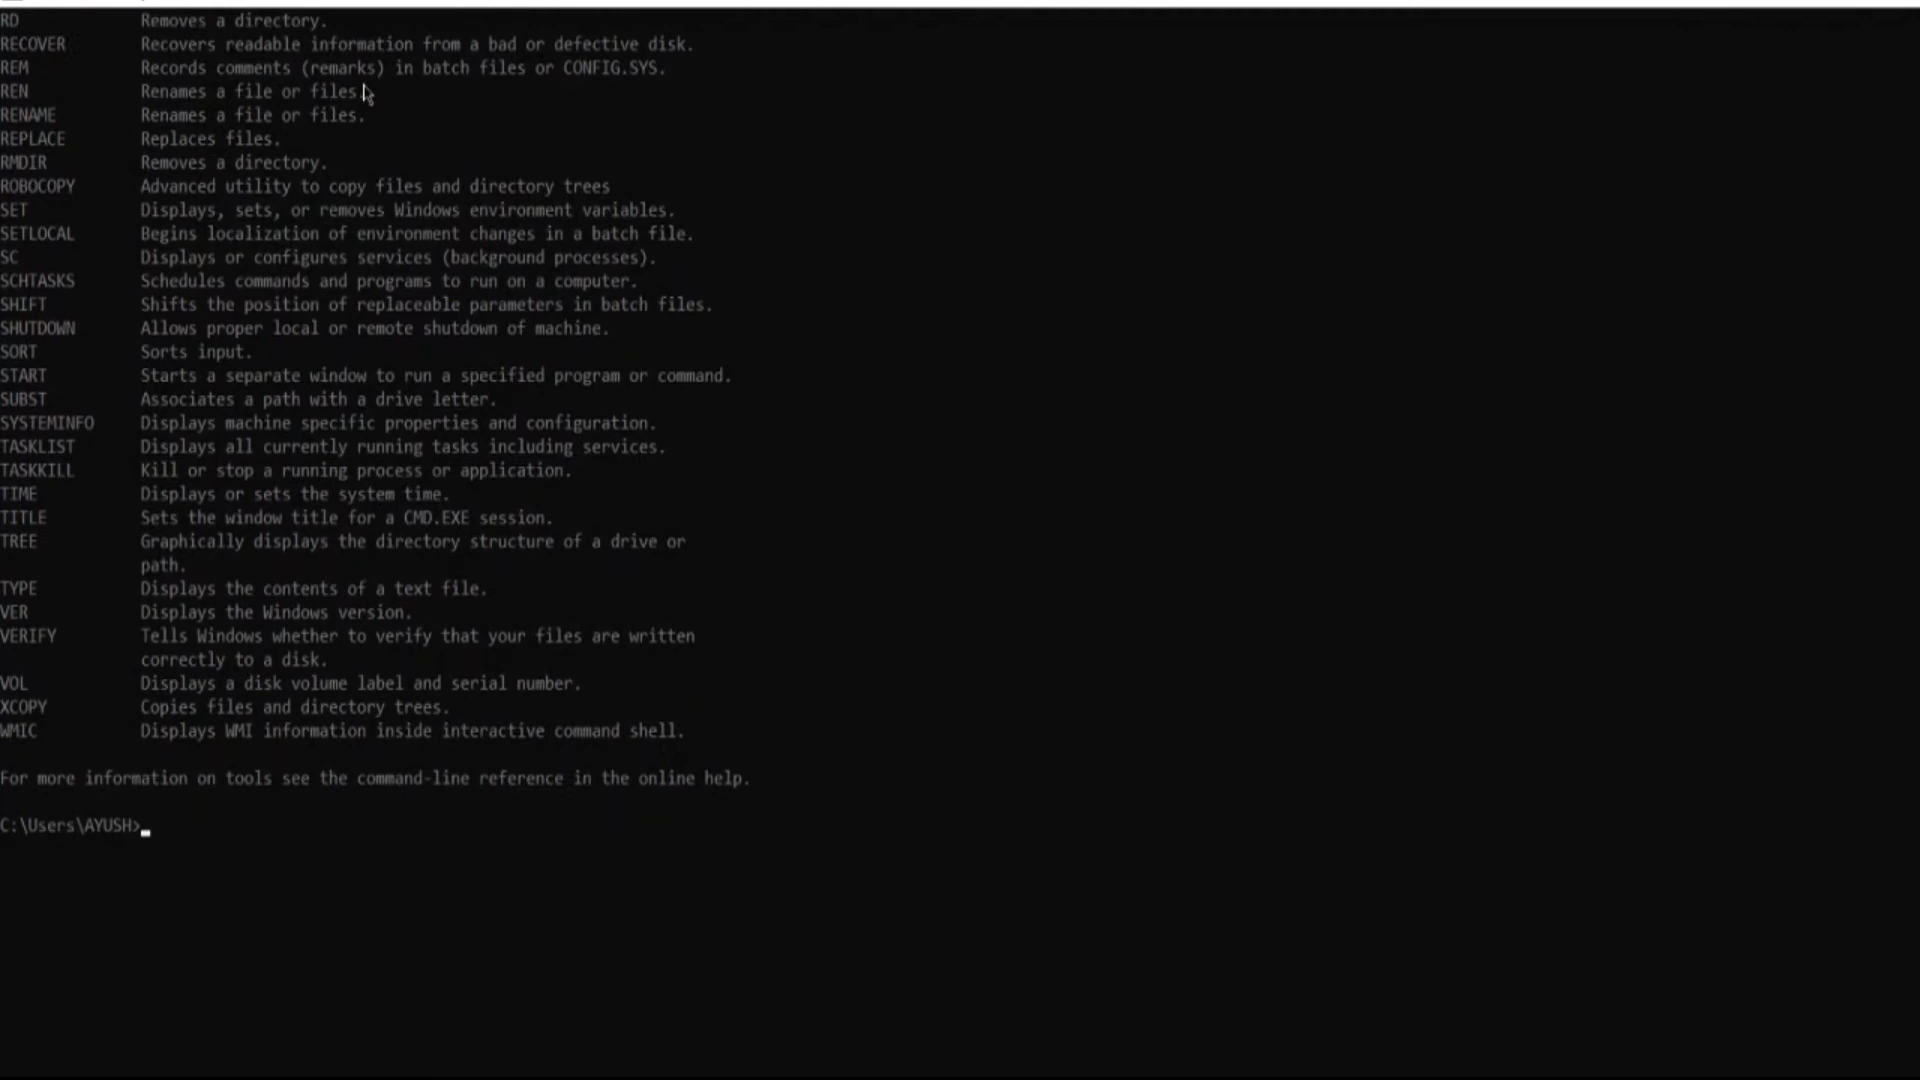 RD Removes a directory.
RECOVER Recovers readable information from a bad or defective disk.
REM Records comments (remarks) in batch files or CONFIG.SYS.
REN Renames a file or files.
RENAME Renames a file or files.
REPLACE Replaces files.
RMDIR Removes a directory.
ROBOCOPY Advanced utility to copy files and directory trees
SET Displays, sets, or removes Windows environment variables.
SETLOCAL Begins localization of environment changes in a batch file.
SC Displays or configures services (background processes).
SCHTASKS Schedules commands and programs to run on a computer.
SHIFT Shifts the position of replaceable parameters in batch files.
SHUTDOWN Allows proper local or remote shutdown of machine.
SORT Sorts input.
START Starts a separate window to run a specified program or command.
SUBST Associates a path with a drive letter.
SYSTEMINFO Displays machine specific properties and configuration.
TASKLIST Displays all currently running tasks including services.
TASKKILL Kill or stop a running process or application.
TIME Displays or sets the system time.
TITLE Sets the window title for a CMD.EXE session.
TREE Graphically displays the directory structure of a drive or
path.
TYPE Displays the contents of a text file.
VER Displays the Windows version.
VERIFY Tells Windows whether to verify that your files are written
correctly to a disk.
VOL Displays a disk volume label and serial number.
XCOPY Copies files and directory trees.
WMIC Displays WMI information inside interactive command shell.
For more information on tools see the command-line reference in the online help.
C:\Users\AYUSH>